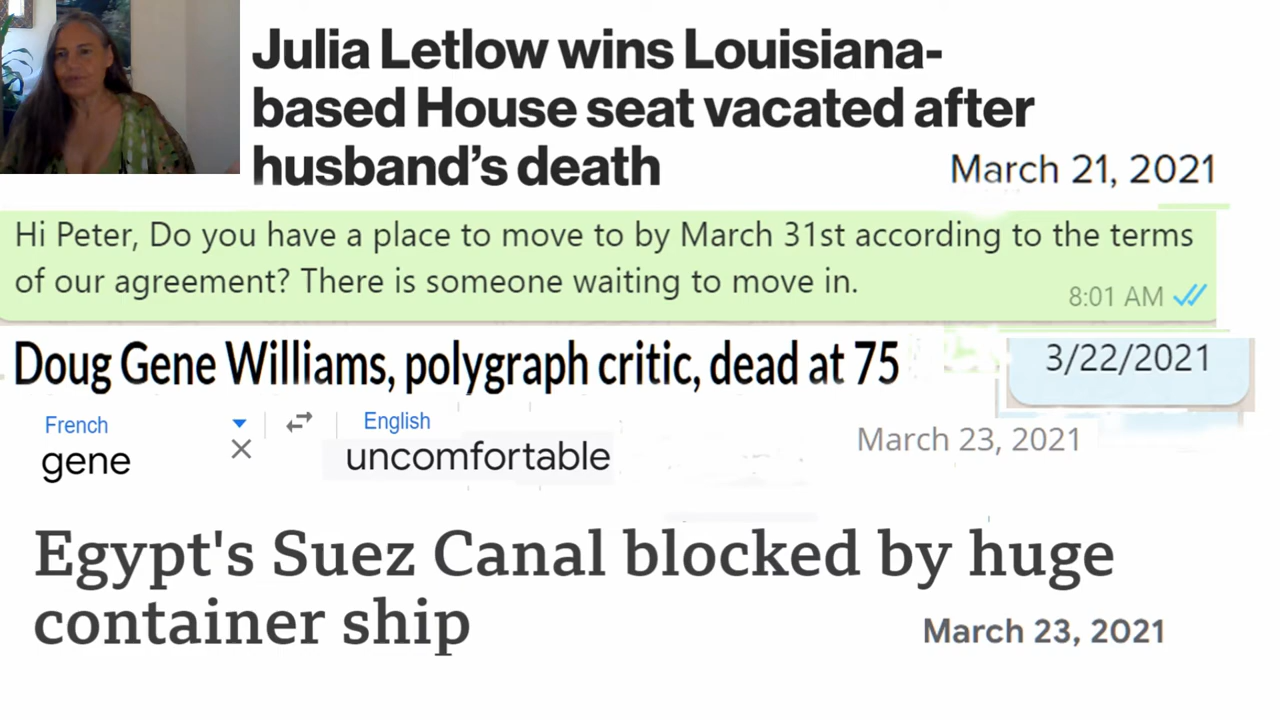 Julia Letlow wins Louisiana-
based House seat vacated after
husband's death
March 21, 2021
Hi Peter, Do you have a place to move to by March 31st according to the terms
of our agreement? There is someone waiting to move in.
8:01 AM
Doug Gene Williams, polygraph critic, dead at 75
3/22/2021
French
English
gene
uncomfortable
March 23, 2021
Egypt's Suez Canal blocked by huge
container ship
March 23, 2021